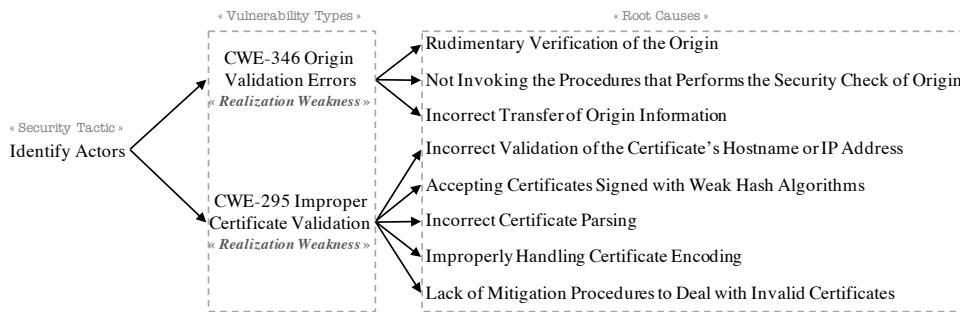 « Vulnerability Types »
« Root Causes »
Rudimentary Verification of the Origin
CWE-346 Origin
Validation Errors
« Realization Weakness »
Not Invoking the Procedures that Performs the Security Check of Origin
Incorrect Transfer of Origin Information
« Security Tactic »
Identify Actors
Incorrect Validation of the Certificate's Hostname or IP Address
Accepting Certificates Signed with Weak Hash Algorithms
CWE-295 Improper
Certificate Validation
« Realization Weakness »
Incorrect Certificate Parsing
Improperly Handling Certificate Encoding
Lack of Mitigation Procedures to Deal with Invalid Certificates